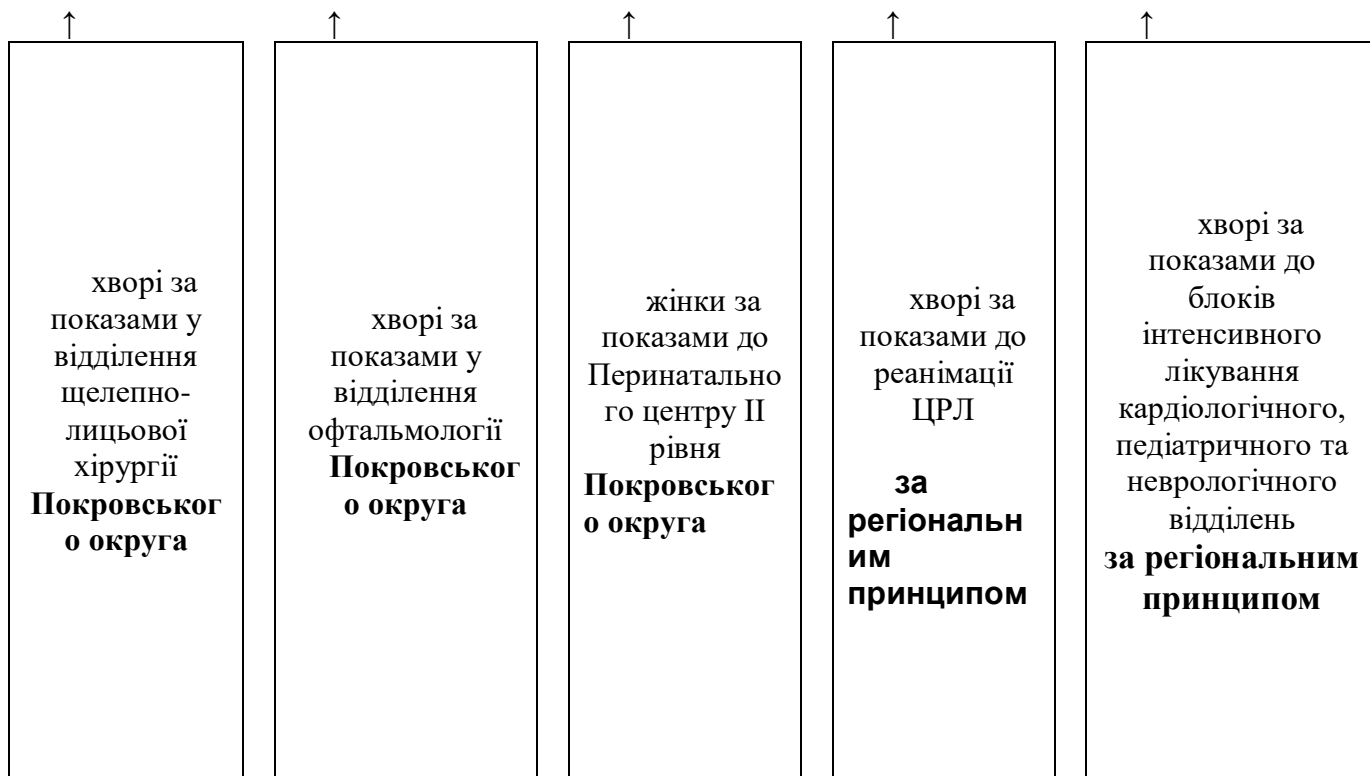 ↑ ↑ ↑ ↑ ↑
хворі за
показами у
відділення
щелепно-
лицьової
хірургії
Покровськог
о округа
хворі за
показами у
відділення
офтальмології
Покровськог
о округа
жінки за
показами до
Перинатально
го центру ІІ
рівня
Покровськог
о округа
хворі за
показами до
реанімації
ЦРЛ
за
регіональн
им
принципом
хворі за
показами до
блоків
інтенсивного
лікування
кардіологічного,
педіатричного та
неврологічного
відділень
за регіональним
принципом